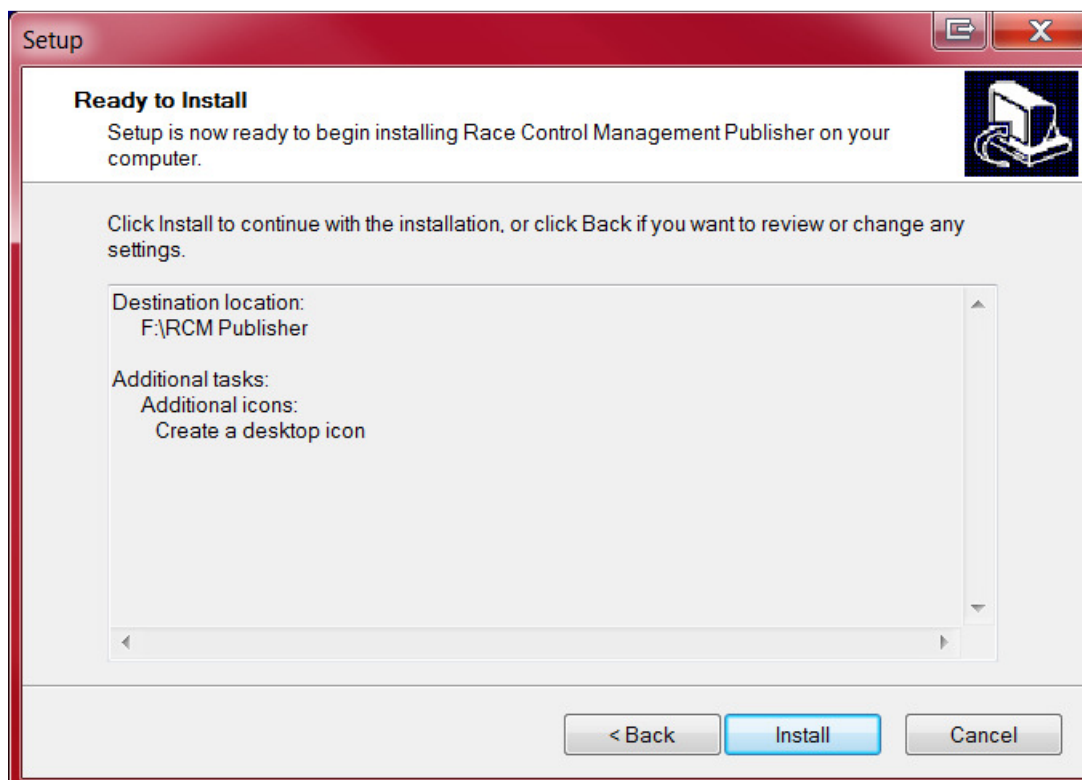 Setup
Ready to Install
Setup is now ready to begin installing Race Control Management Publisher on your
computer.
Click Install to continue with the installation, or click Back if you want to review or change any
settings.
Destination location:
F:\RCM Publisher
Additional tasks:
Additional icons:
Create a desktop icon
< Back
Install
Cancel